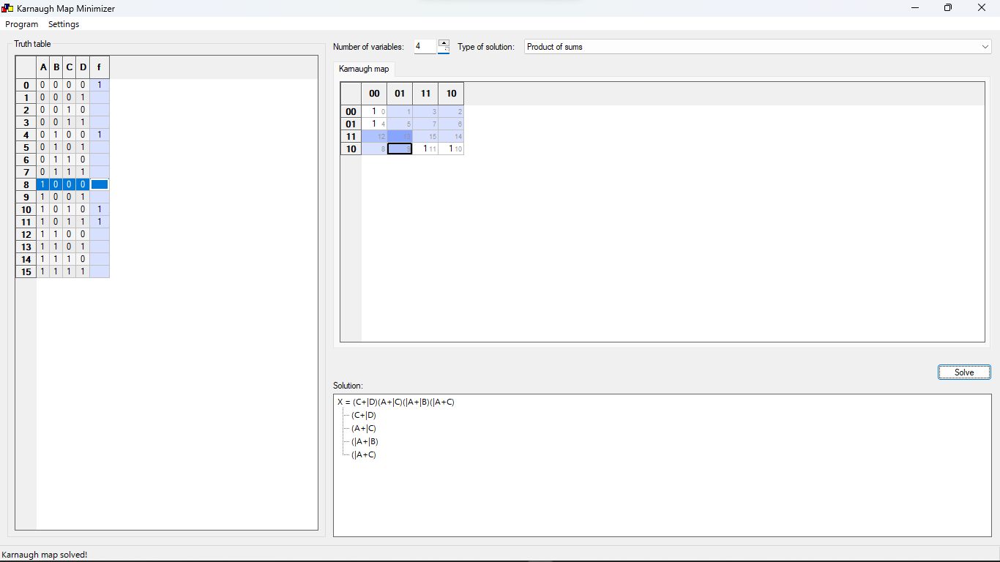 Karnaugh Map Minimizer
Program Settings
Truth table
A B C D f
0 0 0 0 0 1
1 0 0 0 1
2 0 0 1 0
3 0 0 1 1
4 0 1 0 0 1
5 0 1 0 1
6 0 1 1 0
7 0 1 1 1
8 1 0 0 0
9 1 0 0 1
10 1 0 1 0 1
11 1 0 1 1 1
12 1 1 0 0
13 1 1 0 1
14 1 1 1 0
15 1 1 1 1
Number of variables: 4 Type of solution: Product of sums
Karnaugh map
00 01 11 10
00 1 0 1 3 2
01 1 4 5 7 6
11 12 13 15 14
10 8 9 1 11 1 10
Solve
Solution:
X = (C+|D)(A+|C)(|A+|B)(|A+C)
(C+|D)
(A+|C)
(|A+|B)
(|A+C)
Karnaugh map solved!